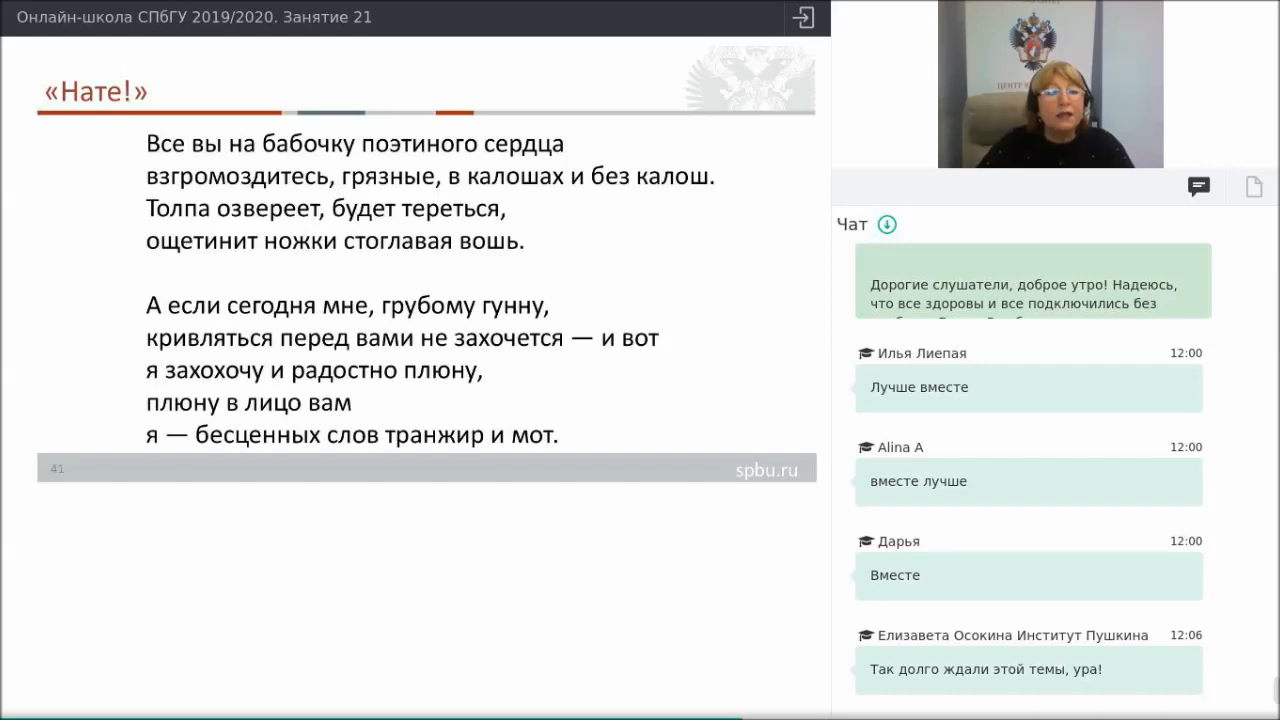 Онлайн-школа СПбГУ 2019/2020. Занятие 21
«Нате!»
Все вы на бабочку поэтиного сердца
взгромоздитесь, грязные, в калошах и без калош.
Толпа озвереет, будет тереться,
ощетинит ножки стоглавая вошь.
А если сегодня мне, грубому гунну,
кривляться перед вами не захочется — и вот
я захохочу и радостно плюну,
плюну в лицо вам
я — бесценных слов транжир и мот.
41
spbu.ru
Чат
Дорогие слушатели, доброе утро! Надеюсь,
что все здоровы и все подключились без
Илья Лиепая 12:00
Лучше вместе
Alina A 12:00
вместе лучше
Дарья 12:00
Вместе
Елизавета Осокина Институт Пушкина 12:06
Так долго ждали этой темы, ура!